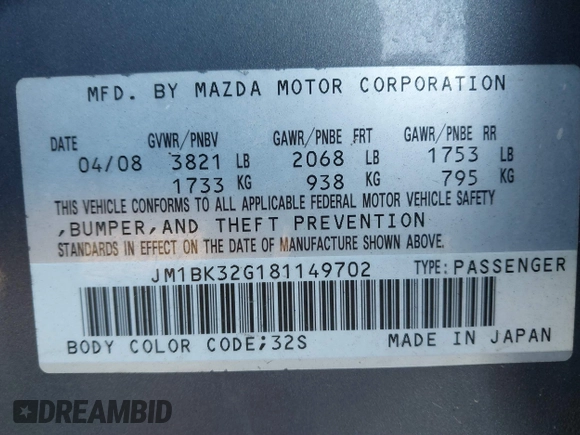 MFD. BY MAZDA MOTOR CORPORATION
DATE GVWR/PNBV GAWR/PNBE FRT GAWR/PNBE RR
04/08 3821 LB 2068 LB 1753 LB
1733 KG 938 KG 795 KG
THIS VEHICLE CONFORMS TO ALL APPLICABLE FEDERAL MOTOR VEHICLE SAFETY
,BUMPER,AND THEFT PREVENTION
STANDARDS IN EFFECT ON THE DATE OF MANUFACTURE SHOWN ABOVE.
JM1BK32G181149702 TYPE:PASSENGER
BODY COLOR CODE;32S MADE IN JAPAN
DREAMBID